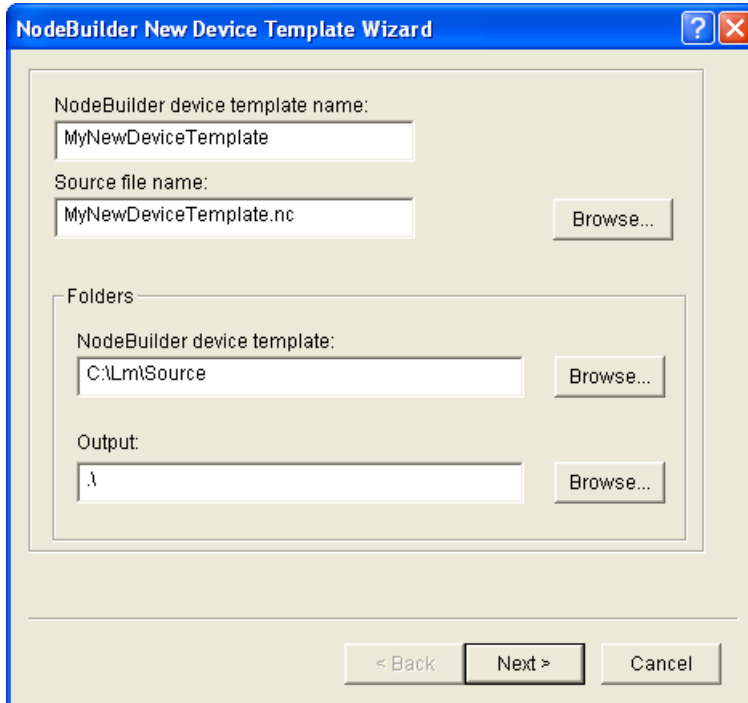 NodeBuilder New Device Template Wizard
NodeBuilder device template name:
MyNewDeviceTemplate
Source file name:
MyNewDeviceTemplate.nc
Browse...
Folders
NodeBuilder device template:
C:\Lm\Source
Browse...
Output:
.\
Browse...
< Back
Next >
Cancel